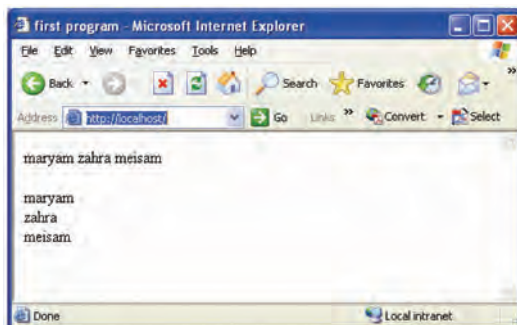 first program - Microsoft Internet Explorer
File Edit View Favorites Tools Help
Back Search Favorites
Address http://localhost/ Go Links Convert Select
maryam zahra meisam
maryam
zahra
meisam
Done Local intranet